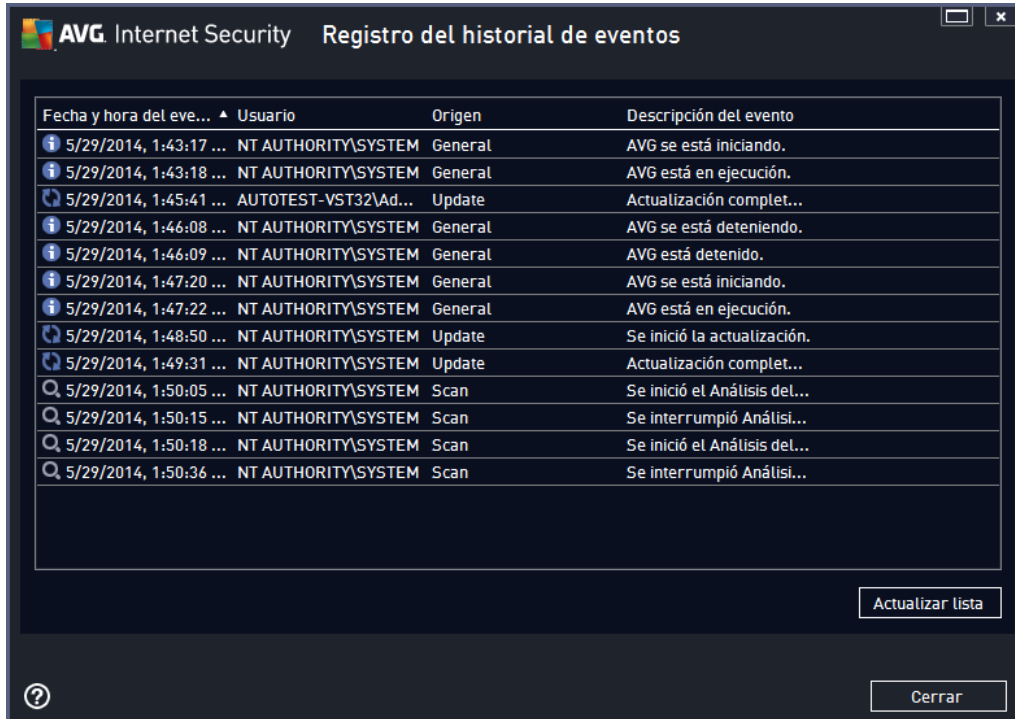 AVG. Internet Security Registro del historial de eventos
Fecha y hora del eve... Usuario Origen Descripción del evento
5/29/2014, 1:43:17 ... NT AUTHORITY\SYSTEM General AVG se está iniciando.
5/29/2014, 1:43:18 ... NT AUTHORITY\SYSTEM General AVG está en ejecución.
5/29/2014, 1:45:41 ... AUTOTEST-VST32\Ad... Update Actualización complet...
5/29/2014, 1:46:08 ... NT AUTHORITY\SYSTEM General AVG se está deteniendo.
5/29/2014, 1:46:09 ... NT AUTHORITY\SYSTEM General AVG está detenido.
5/29/2014, 1:47:20 ... NT AUTHORITY\SYSTEM General AVG se está iniciando.
5/29/2014, 1:47:22 ... NT AUTHORITY\SYSTEM General AVG está en ejecución.
5/29/2014, 1:48:50 ... NT AUTHORITY\SYSTEM Update Se inició la actualización.
5/29/2014, 1:49:31 ... NT AUTHORITY\SYSTEM Update Actualización complet...
5/29/2014, 1:50:05 ... NT AUTHORITY\SYSTEM Scan Se inició el Análisis del...
5/29/2014, 1:50:15 ... NT AUTHORITY\SYSTEM Scan Se interrumpió Análisi...
5/29/2014, 1:50:18 ... NT AUTHORITY\SYSTEM Scan Se inició el Análisis del...
5/29/2014, 1:50:36 ... NT AUTHORITY\SYSTEM Scan Se interrumpió Análisi...
Actualizar lista
Cerrar